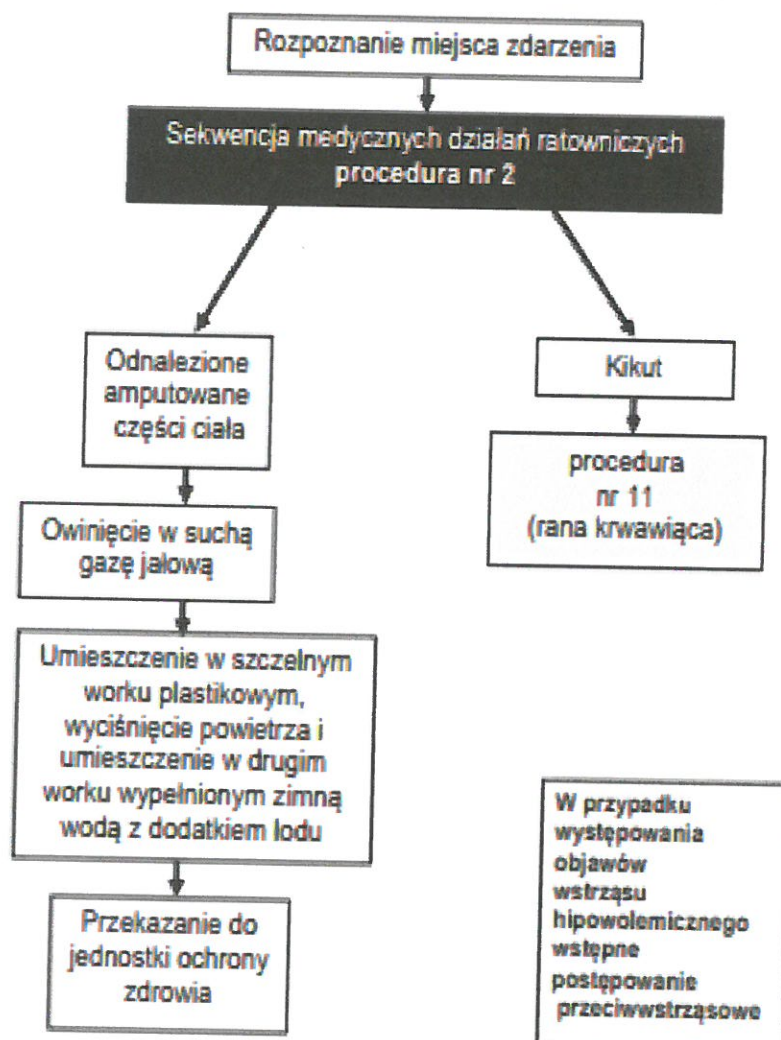 Rozpoznanie miejsca zdarzenia
Sekwencja medycznych działań ratowniczych
procedura nr 2
Odnalezione
amputowane
części ciała
Owinięcie w suchą
gazę jałową
Umieszczenie w szczelnym
worku plastikowym,
wyciśnięcie powietrza i
umieszczenie w drugim
worku wypełnionym zimną
wodą z dodatkiem lodu
Przekazanie do
jednostki ochrony
zdrowia
Kikut
procedura
nr 11
(rana krwawiąca)
W przypadku
występowania
objawów
wstrząsu
hipowolemicznego
wstępne
postępowanie
przeciwwstrząsowe